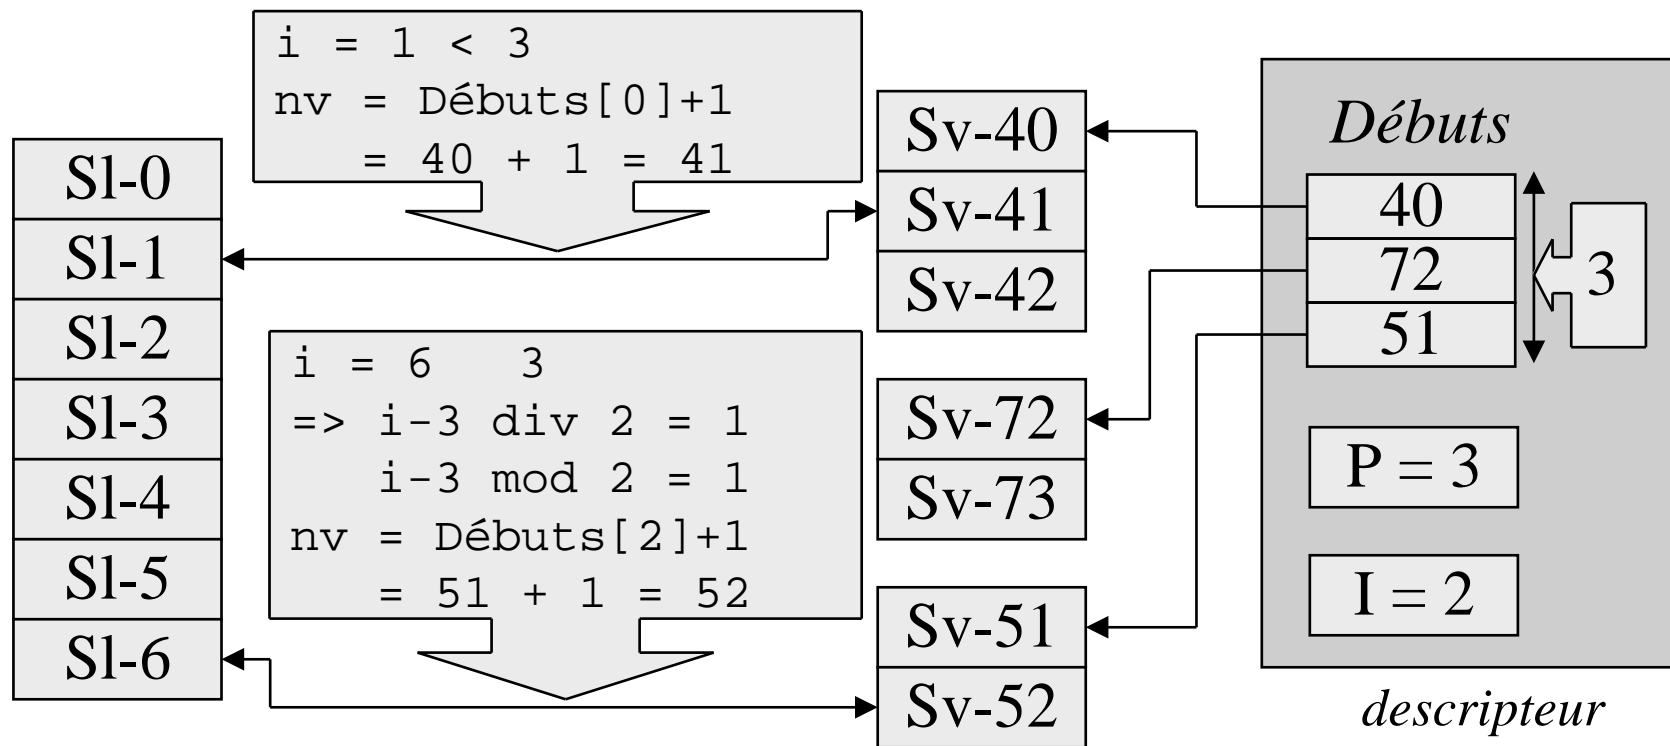 Sl-0
Sl-1
Sl-2
Sl-3
Sl-4
Sl-5
Sl-6
i = 1 < 3
nv = Débuts[0]+1
= 40 + 1 = 41
i = 6 3
=> i-3 div 2 = 1
i-3 mod 2 = 1
nv = Débuts[2]+1
= 51 + 1 = 52
Sv-40
Sv-41
Sv-42
Sv-72
Sv-73
Sv-51
Sv-52
Débuts
40
72
51
3
P = 3
I = 2
descripteur